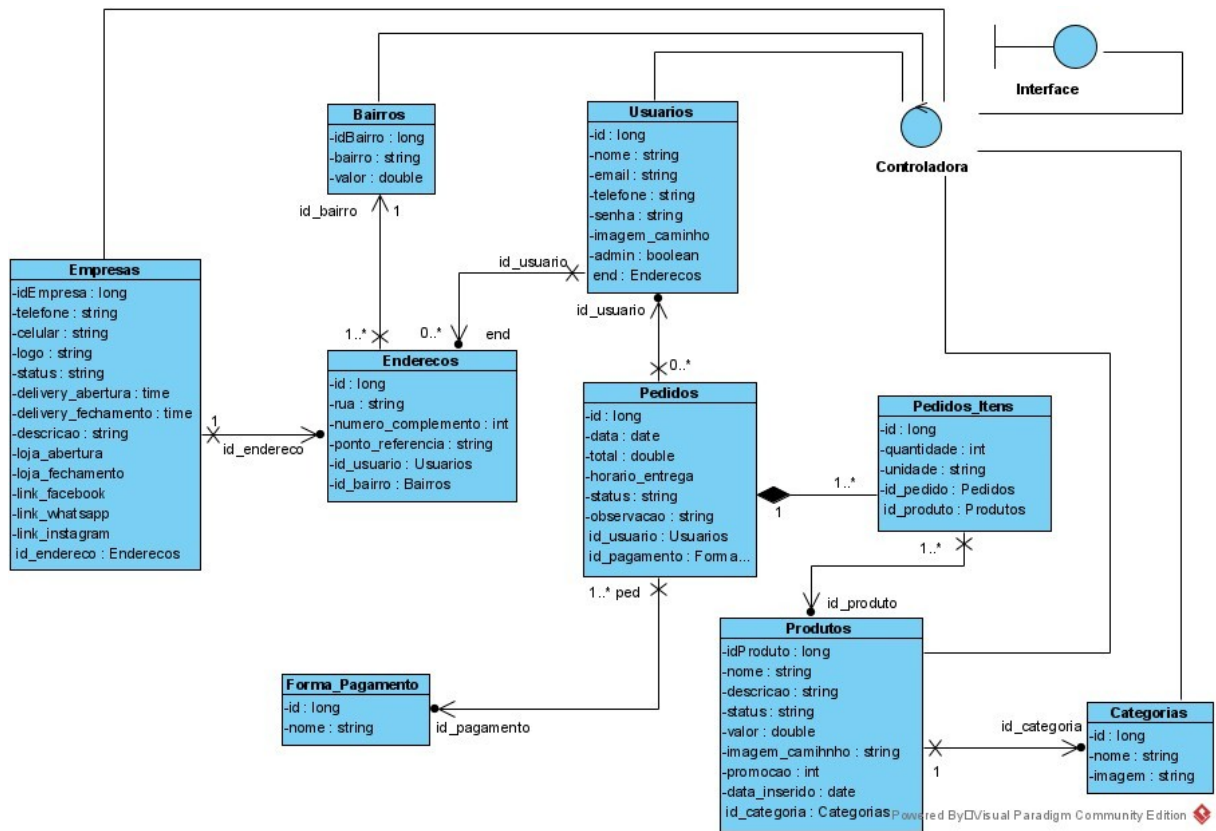 Interface
Controladora
Bairros
-idBairro : long
-bairro : string
-valor : double
id_bairro
1
Usuarios
-id : long
-nome : string
-email : string
-telefone : string
-senha : string
-imagem_caminho
-admin : boolean
end : Enderecos
id_usuario
id_usuario
Empresas
-idEmpresa : long
-telefone : string
-celular : string
-logo : string
-status : string
-delivery_abertura : time
-delivery_fechamento : time
-descricao : string
-loja_abertura
-loja_fechamento
-link_facebook
-link_whatsapp
-link_instagram
id_endereco : Enderecos
1
id_endereco
1..*
0..*
end
Enderecos
-id : long
-rua : string
-numero_complemento : int
-ponto_referencia : string
-id_usuario : Usuarios
-id_bairro : Bairros
0..*
Pedidos
-id : long
-data : date
-total : double
-horario_entrega
-status : string
-observacao : string
id_usuario : Usuarios
id_pagamento : Forma...
1
1..*
Pedidos_Itens
-id : long
-quantidade : int
-unidade : string
-id_pedido : Pedidos
id_produto : Produtos
1..*
id_produto
1..* ped
Forma_Pagamento
-id : long
-nome : string
id_pagamento
Produtos
-idProduto : long
-nome : string
-descricao : string
-status : string
-valor : double
-imagem_camihnho : string
-promocao : int
-data_inserido : date
id_categoria : Categorias
1
id_categoria
Categorias
-id : long
-nome : string
-imagem : string
Powered By Visual Paradigm Community Edition